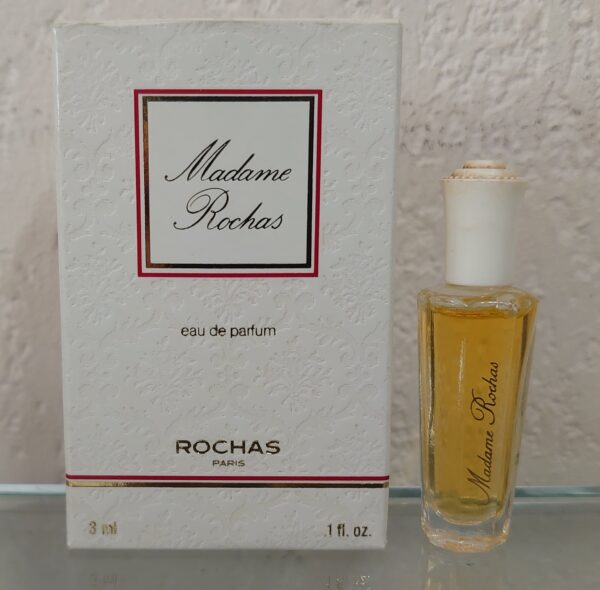 Madame
Rochas
eau de parfum
ROCHAS
PARIS
3 ml .1 fl. oz.
Madame Rochas